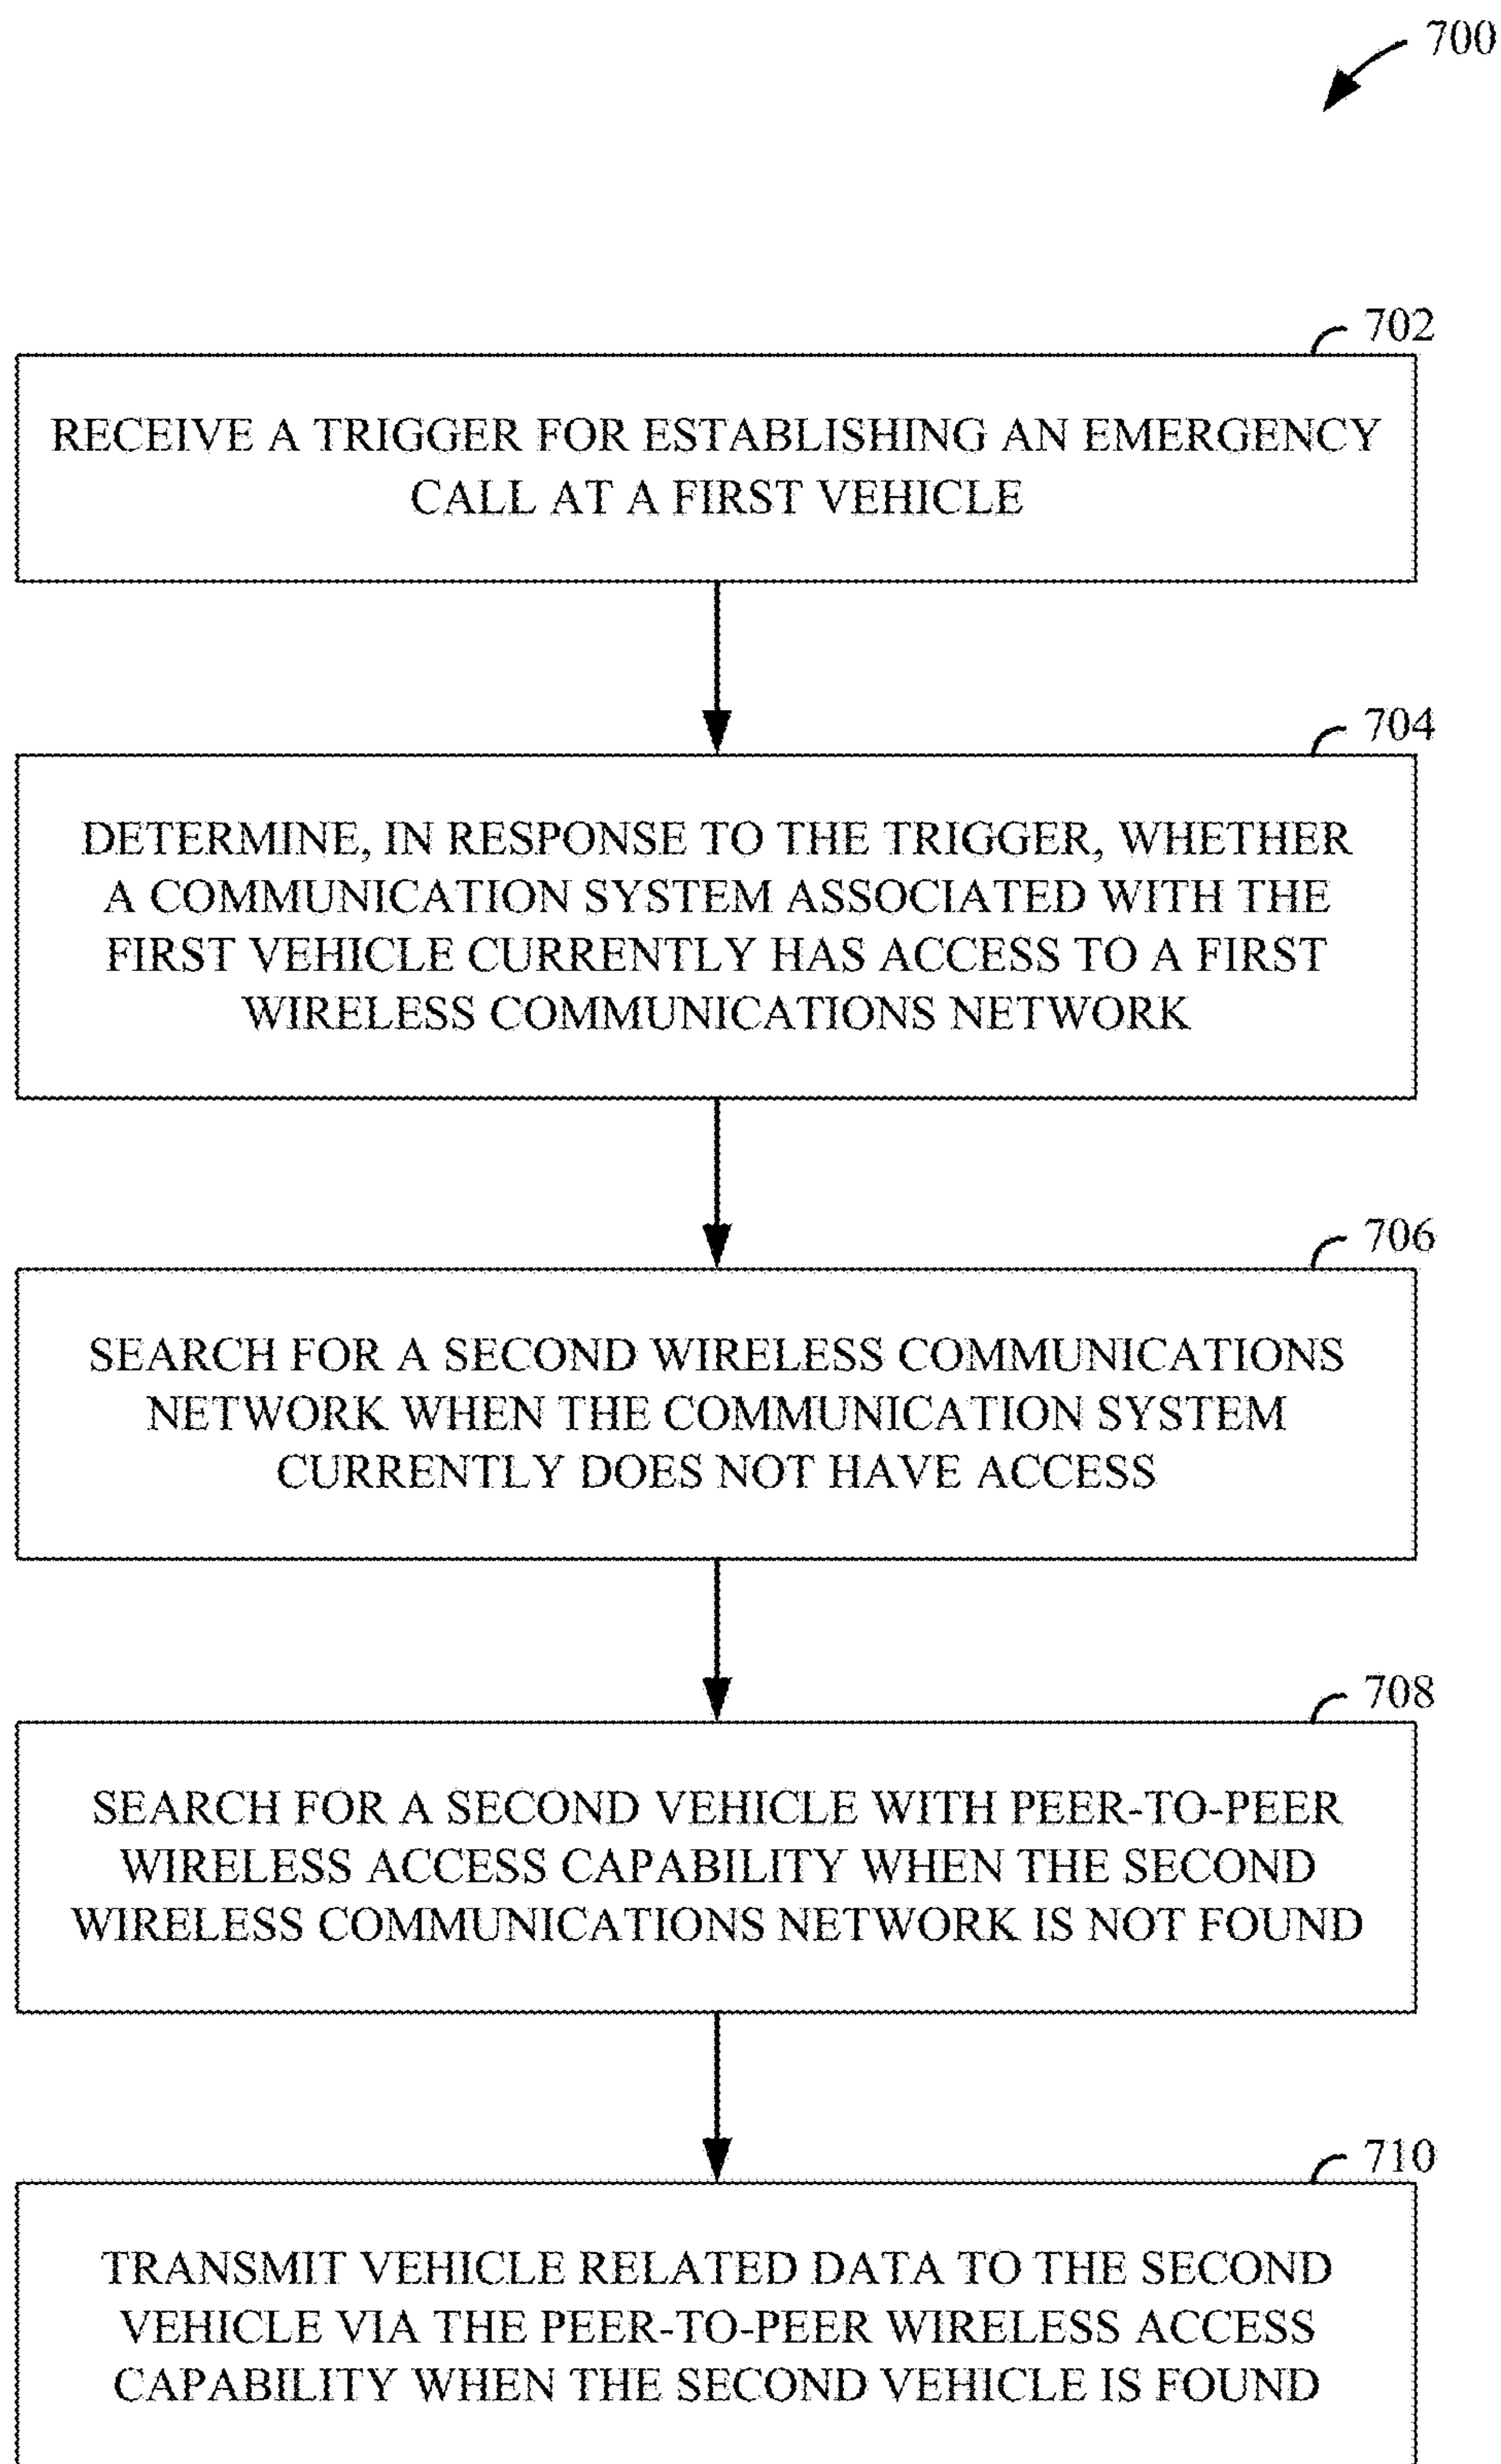 700
702
RECEIVE A TRIGGER FOR ESTABLISHING AN EMERGENCY
CALL AT A FIRST VEHICLE
704
DETERMINE, IN RESPONSE TO THE TRIGGER, WHETHER
A COMMUNICATION SYSTEM ASSOCIATED WITH THE
FIRST VEHICLE CURRENTLY HAS ACCESS TO A FIRST
WIRELESS COMMUNICATIONS NETWORK
706
SEARCH FOR A SECOND WIRELESS COMMUNICATIONS
NETWORK WHEN THE COMMUNICATION SYSTEM
CURRENTLY DOES NOT HAVE ACCESS
708
SEARCH FOR A SECOND VEHICLE WITH PEER-TO-PEER
WIRELESS ACCESS CAPABILITY WHEN THE SECOND
WIRELESS COMMUNICATIONS NETWORK IS NOT FOUND
710
TRANSMIT VEHICLE RELATED DATA TO THE SECOND
VEHICLE VIA THE PEER-TO-PEER WIRELESS ACCESS
CAPABILITY WHEN THE SECOND VEHICLE IS FOUND